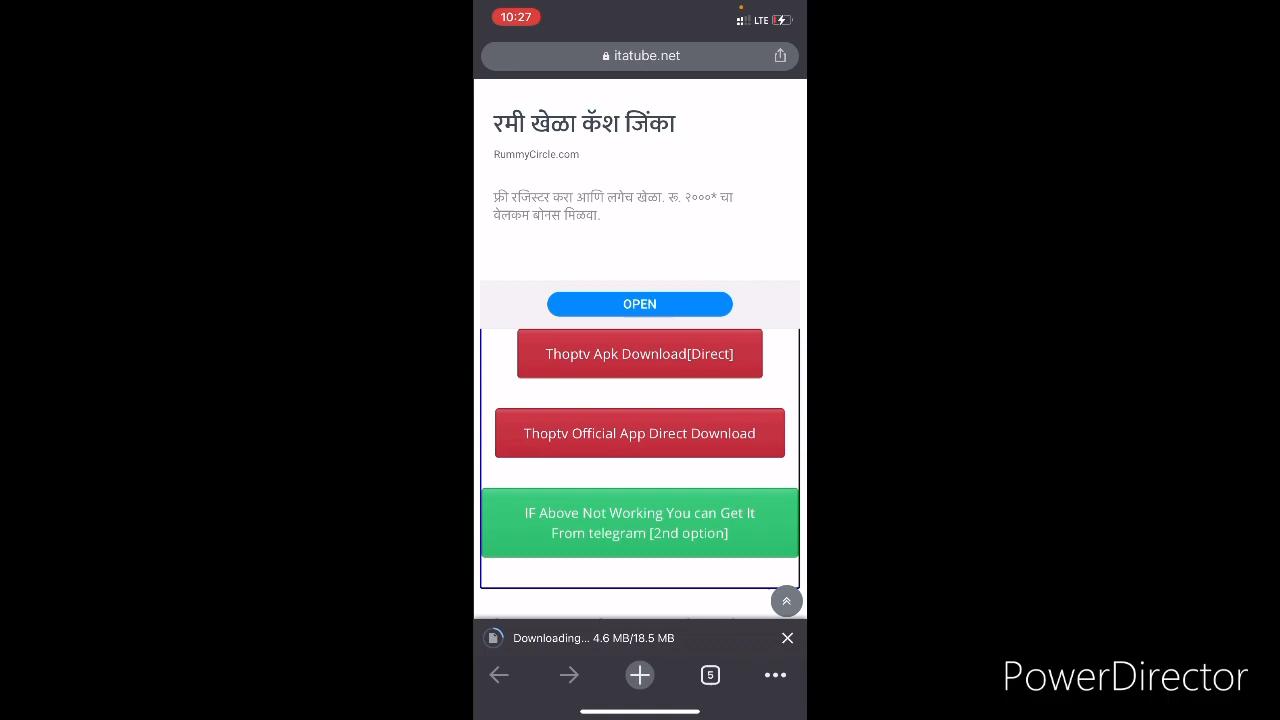 10:27
LTE
itatube.net
रमी खेळा कॅश जिंका
RummyCircle.com
फ्री रजिस्टर करा आणि लगेच खेळा. रू. २०००* चा
वेलकम बोनस मिळवा.
OPEN
Thoptv Apk Download[Direct]
Thoptv Official App Direct Download
IF Above Not Working You can Get It
From telegram [2nd option]
Downloading... 4.6 MB/18.5 MB
5
PowerDirector